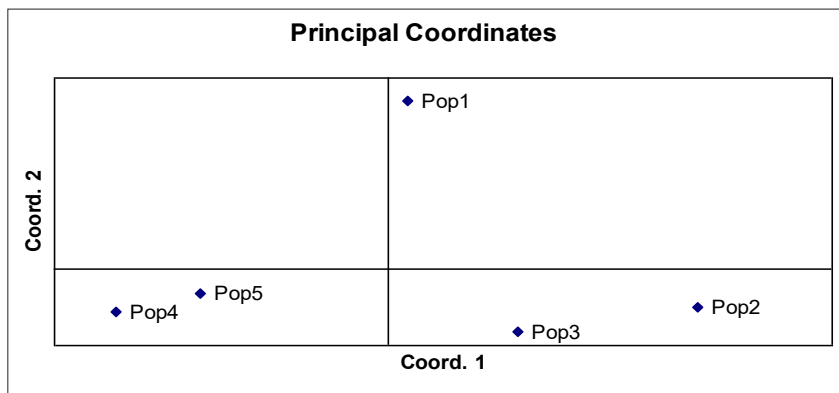 Principal Coordinates
Pop1
Coord. 2
Pop5
Pop4
Pop2
Pop3
Coord. 1